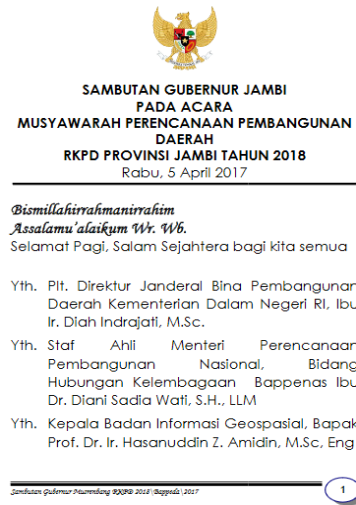 SAMBUTAN GUBERNUR JAMBI
PADA ACARA
MUSYAWARAH PERENCANAAN PEMBANGUNAN
DAERAH
RKPD PROVINSI JAMBI TAHUN 2018
Rabu, 5 April 2017
Bismillahirrahmanirrahim
Assalamu'alaikum Wr. Wb.
Selamat Pagi, Salam Sejahtera bagi kita semua
Yth. Plt. Direktur Janderal Bina Pembangunan
Daerah Kementerian Dalam Negeri RI, Ibu
Ir. Diah Indrajati, M.Sc.
Yth. Staf Ahli Menteri Perencanaan
Pembangunan Nasional, Bidang
Hubungan Kelembagaan Bappenas Ibu
Dr. Diani Sadia Wati, S.H., LLM
Yth. Kepala Badan Informasi Geospasial, Bapak
Prof. Dr. Ir. Hasanuddin Z. Amidin, M.Sc, Eng
Sambutan Gubernur Musrenbang RKPD 2018\Bappeda\2017
1